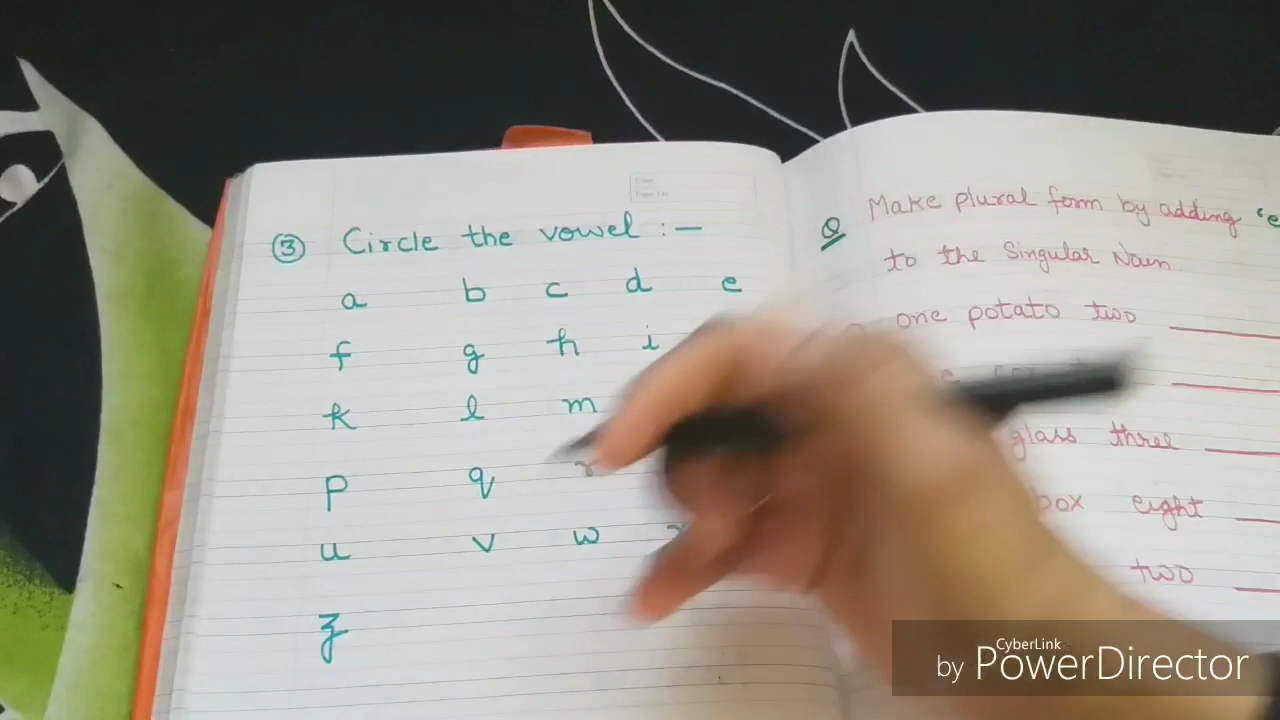 ③ Circle the vowel :-
a b c d e
f g h i
k l m
p q r
u v w
z
Q Make plural form by adding 'e
to the Singular Noun
one potato two
glass three
box eight
two
CyberLink
by PowerDirector